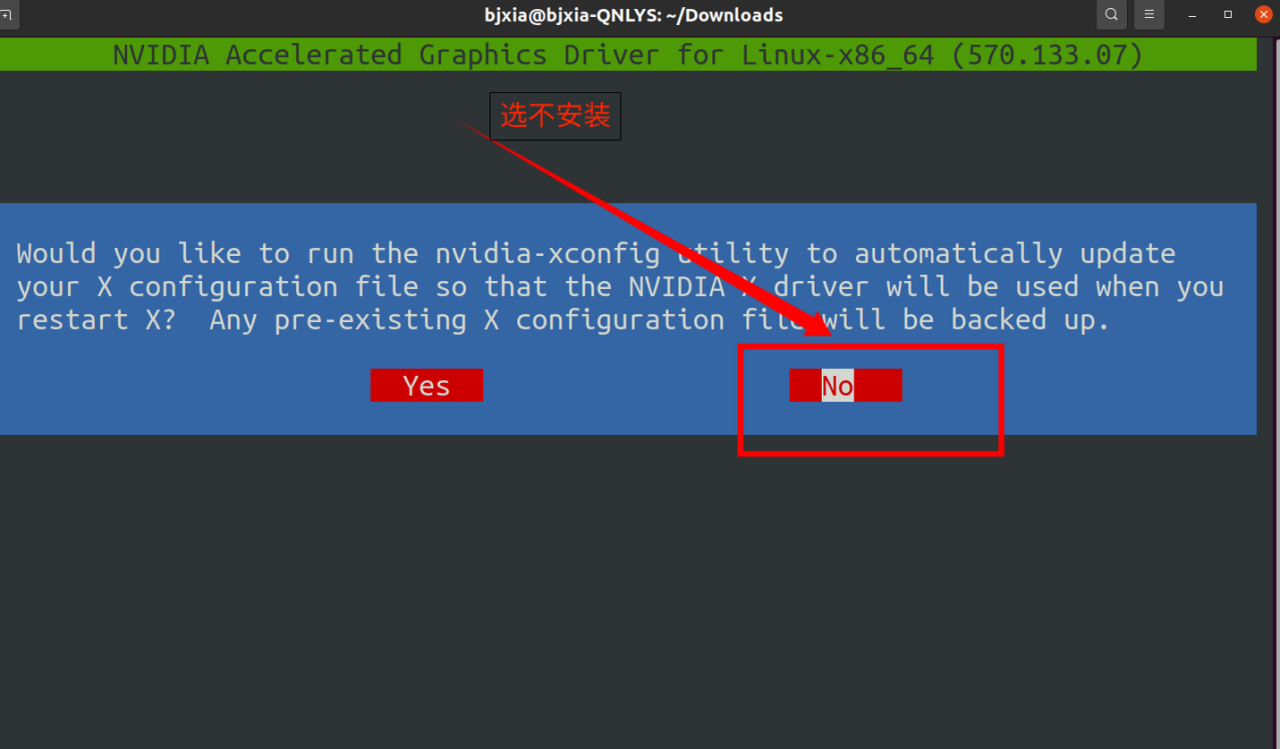 bjxia@bjxia-QNLYS: ~/Downloads
NVIDIA Accelerated Graphics Driver for Linux-x86_64 (570.133.07)
选不安装
Would you like to run the nvidia-xconfig utility to automatically update
your X configuration file so that the NVIDIA X driver will be used when you
restart X?  Any pre-existing X configuration file will be backed up.
Yes No